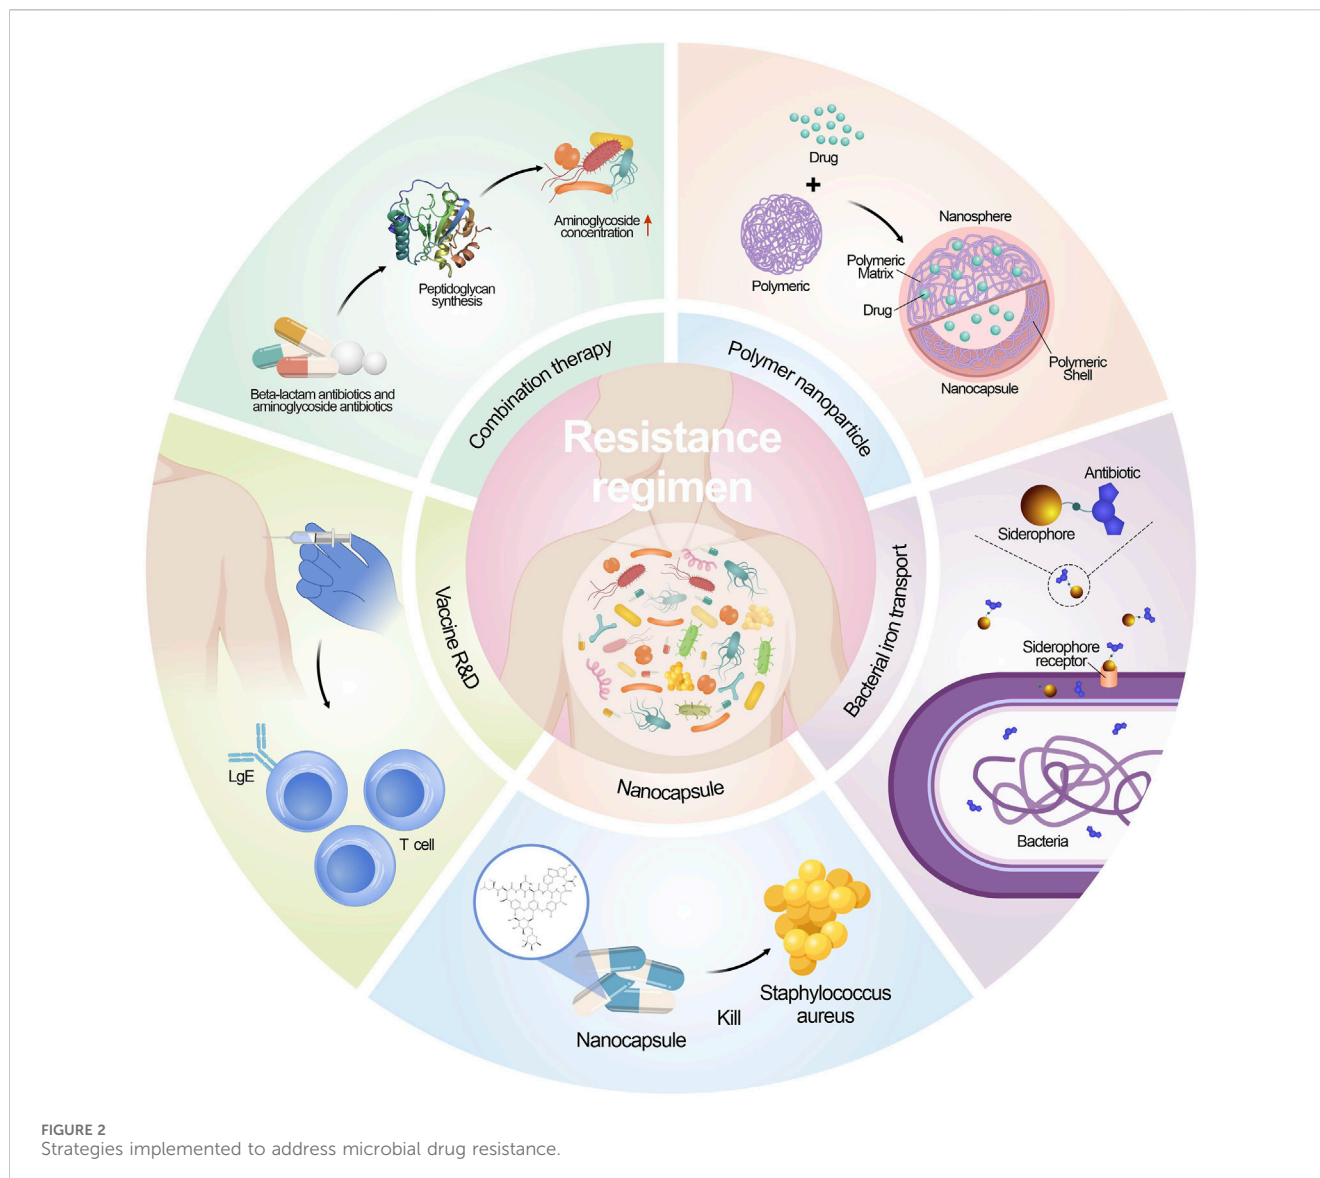 Resistance
regimen
Combination therapy
Polymer nanoparticle
Bacterial iron transport
Nanocapsule
Vaccine R&D
Beta-lactam antibiotics and
aminoglycoside antibiotics
Peptidoglycan
synthesis
Aminoglycoside
concentration
Drug
+
Polymeric
Nanosphere
Polymeric
Matrix
Drug
Polymeric
Shell
Nanocapsule
Antibiotic
Siderophore
Siderophore
receptor
Bacteria
Nanocapsule
Kill
Staphylococcus
aureus
LgE
T cell
FIGURE 2
Strategies implemented to address microbial drug resistance.